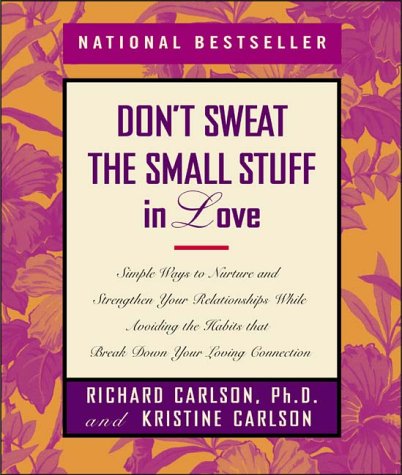 NATIONAL BESTSELLER
DON'T SWEAT
THE SMALL STUFF
in Love
Simple Ways to Nurture and
Strengthen Your Relationships While
Avoiding the Habits that
Break Down Your Loving Connection
RICHARD CARLSON, Ph.D.
and KRISTINE CARLSON